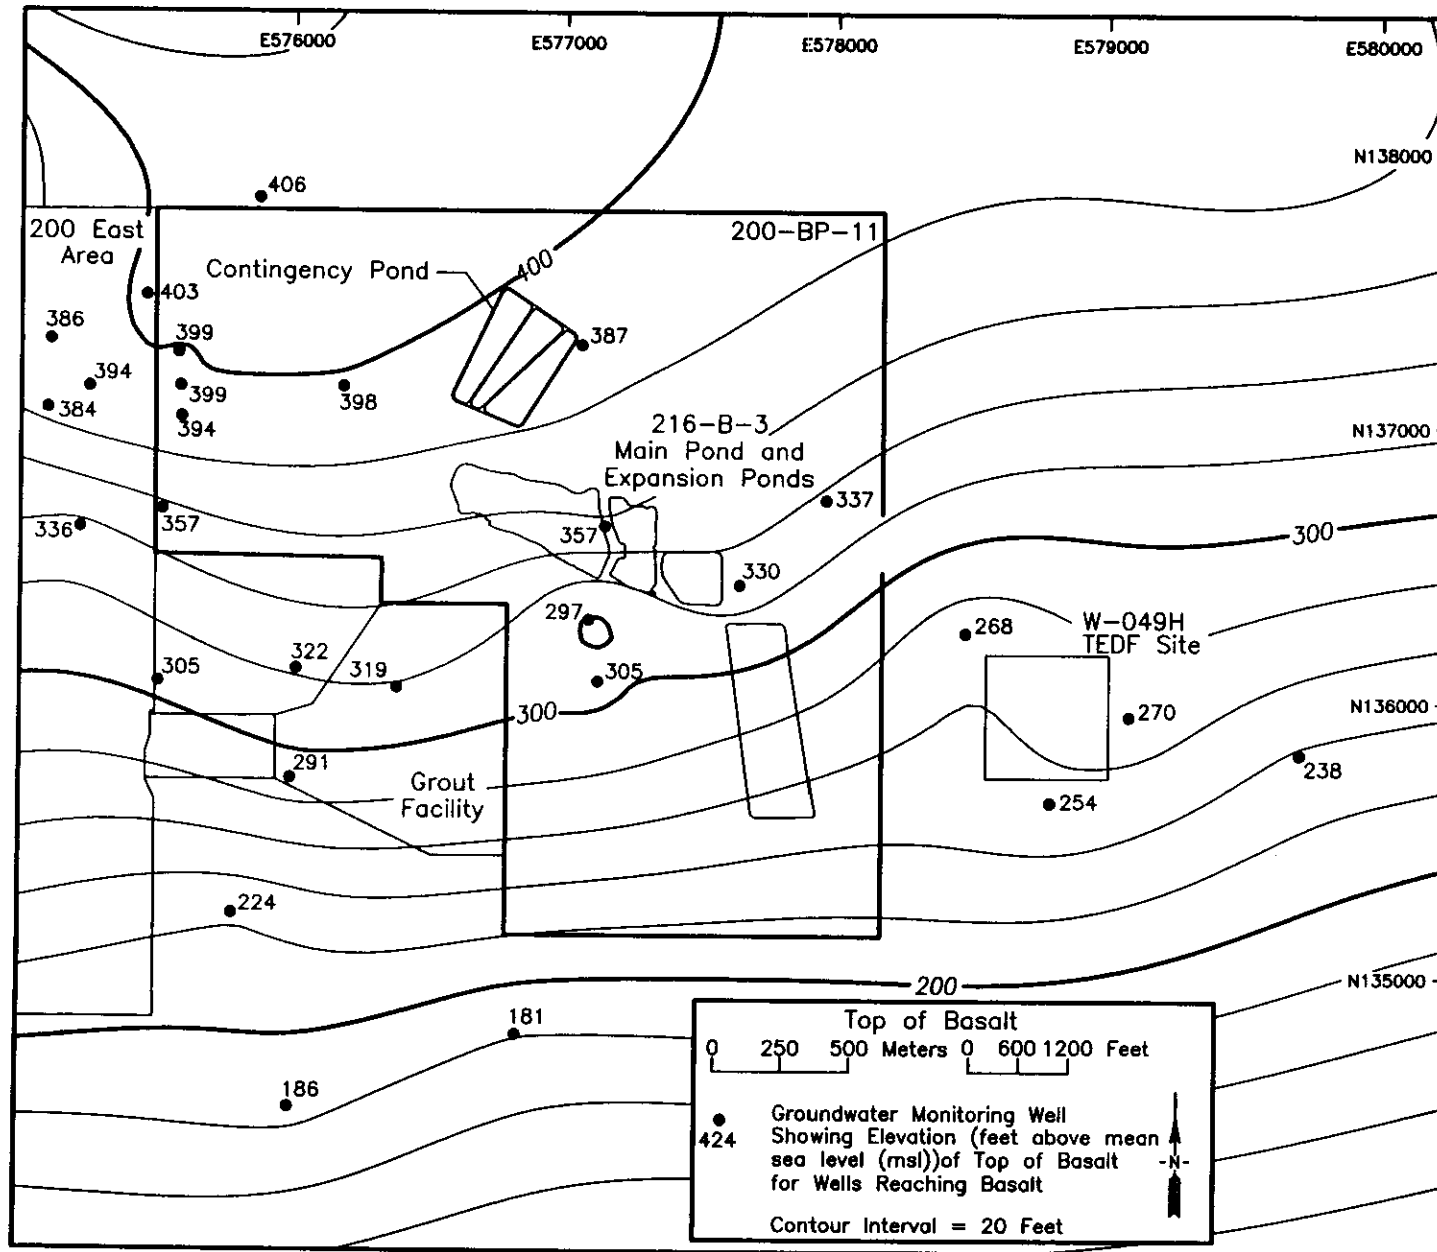 E576000
E577000
E578000
E579000
E580000
N138000
406
200 East
Area
200-BP-11
Contingency Pond
400
403
386
399
387
394
399
398
384
394
216-B-3
Main Pond and
Expansion Ponds
N137000
337
357
336
357
300
330
297
268
W-049H
TEDF Site
322
305
319
305
300
270
N136000
291
Grout
Facility
238
254
224
N135000
200
181
186
Top of Basalt
0 250 500 Meters 0 600 1200 Feet
424
Groundwater Monitoring Well
Showing Elevation (feet above mean
sea level (msl))of Top of Basalt
for Wells Reaching Basalt
-N-
Contour Interval = 20 Feet